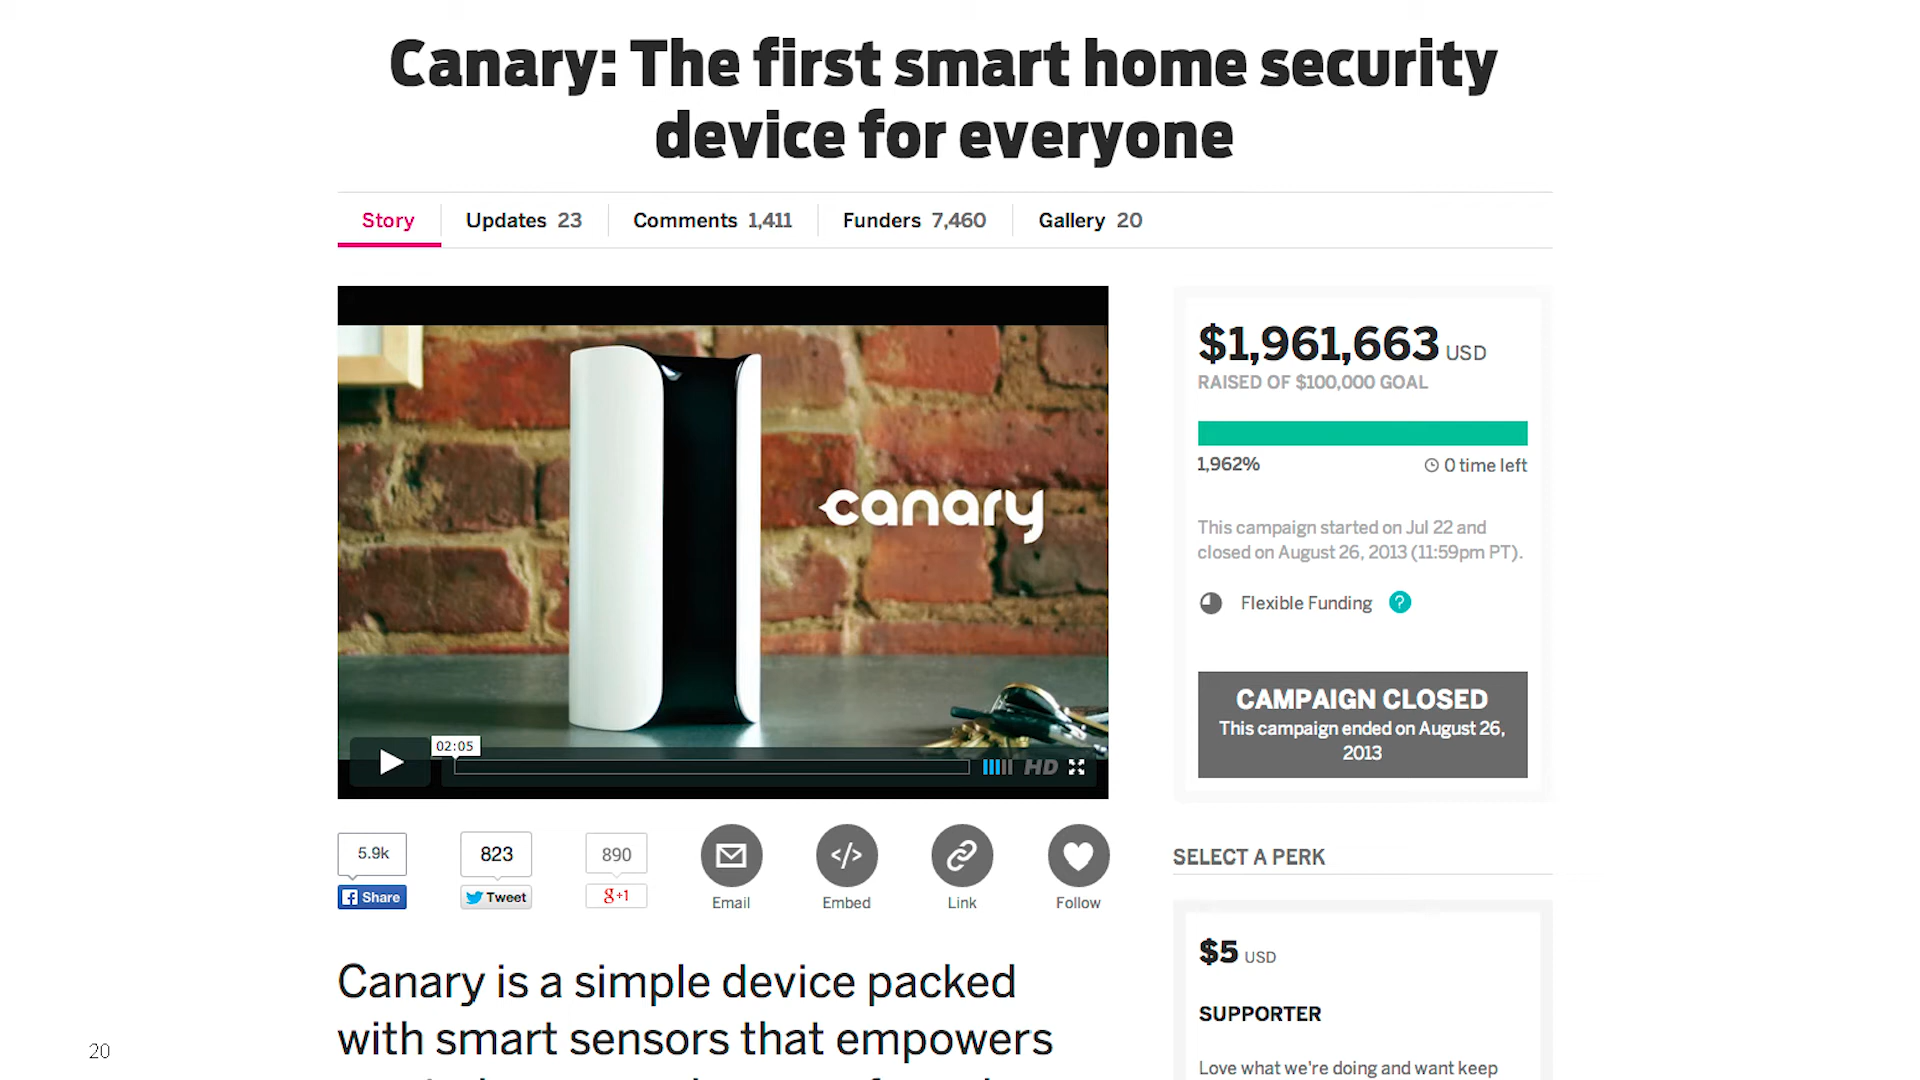 Canary: The first smart home security
device for everyone
Story Updates 23 Comments 1,411 Funders 7,460 Gallery 20
canary
02:05
HD
$1,961,663 USD
RAISED OF $100,000 GOAL
1,962% 0 time left
This campaign started on Jul 22 and
closed on August 26, 2013 (11:59pm PT).
Flexible Funding ?
CAMPAIGN CLOSED
This campaign ended on August 26,
2013
5.9k 823 890
Share Tweet g+1 Email Embed Link Follow
SELECT A PERK
$5 USD
SUPPORTER
Love what we're doing and want keep
Canary is a simple device packed
with smart sensors that empowers
20